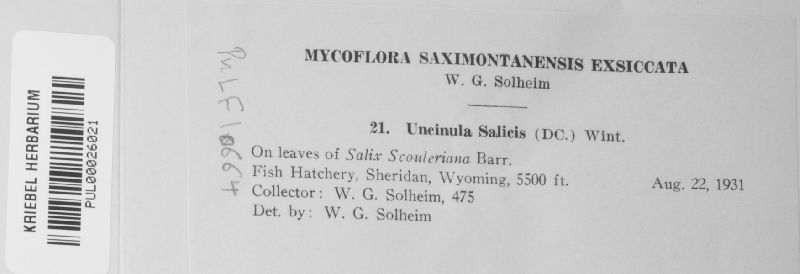 KRIEBEL HERBARIUM
PUL00026021
PULF10664
MYCOFLORA SAXIMONTANENSIS EXSICCATA
W. G. Solheim
21. Uncinula Salicis (DC.) Wint.
On leaves of Salix Scouleriana Barr.
Fish Hatchery, Sheridan, Wyoming, 5500 ft. Aug. 22, 1931
Collector: W. G. Solheim, 475
Det. by: W. G. Solheim